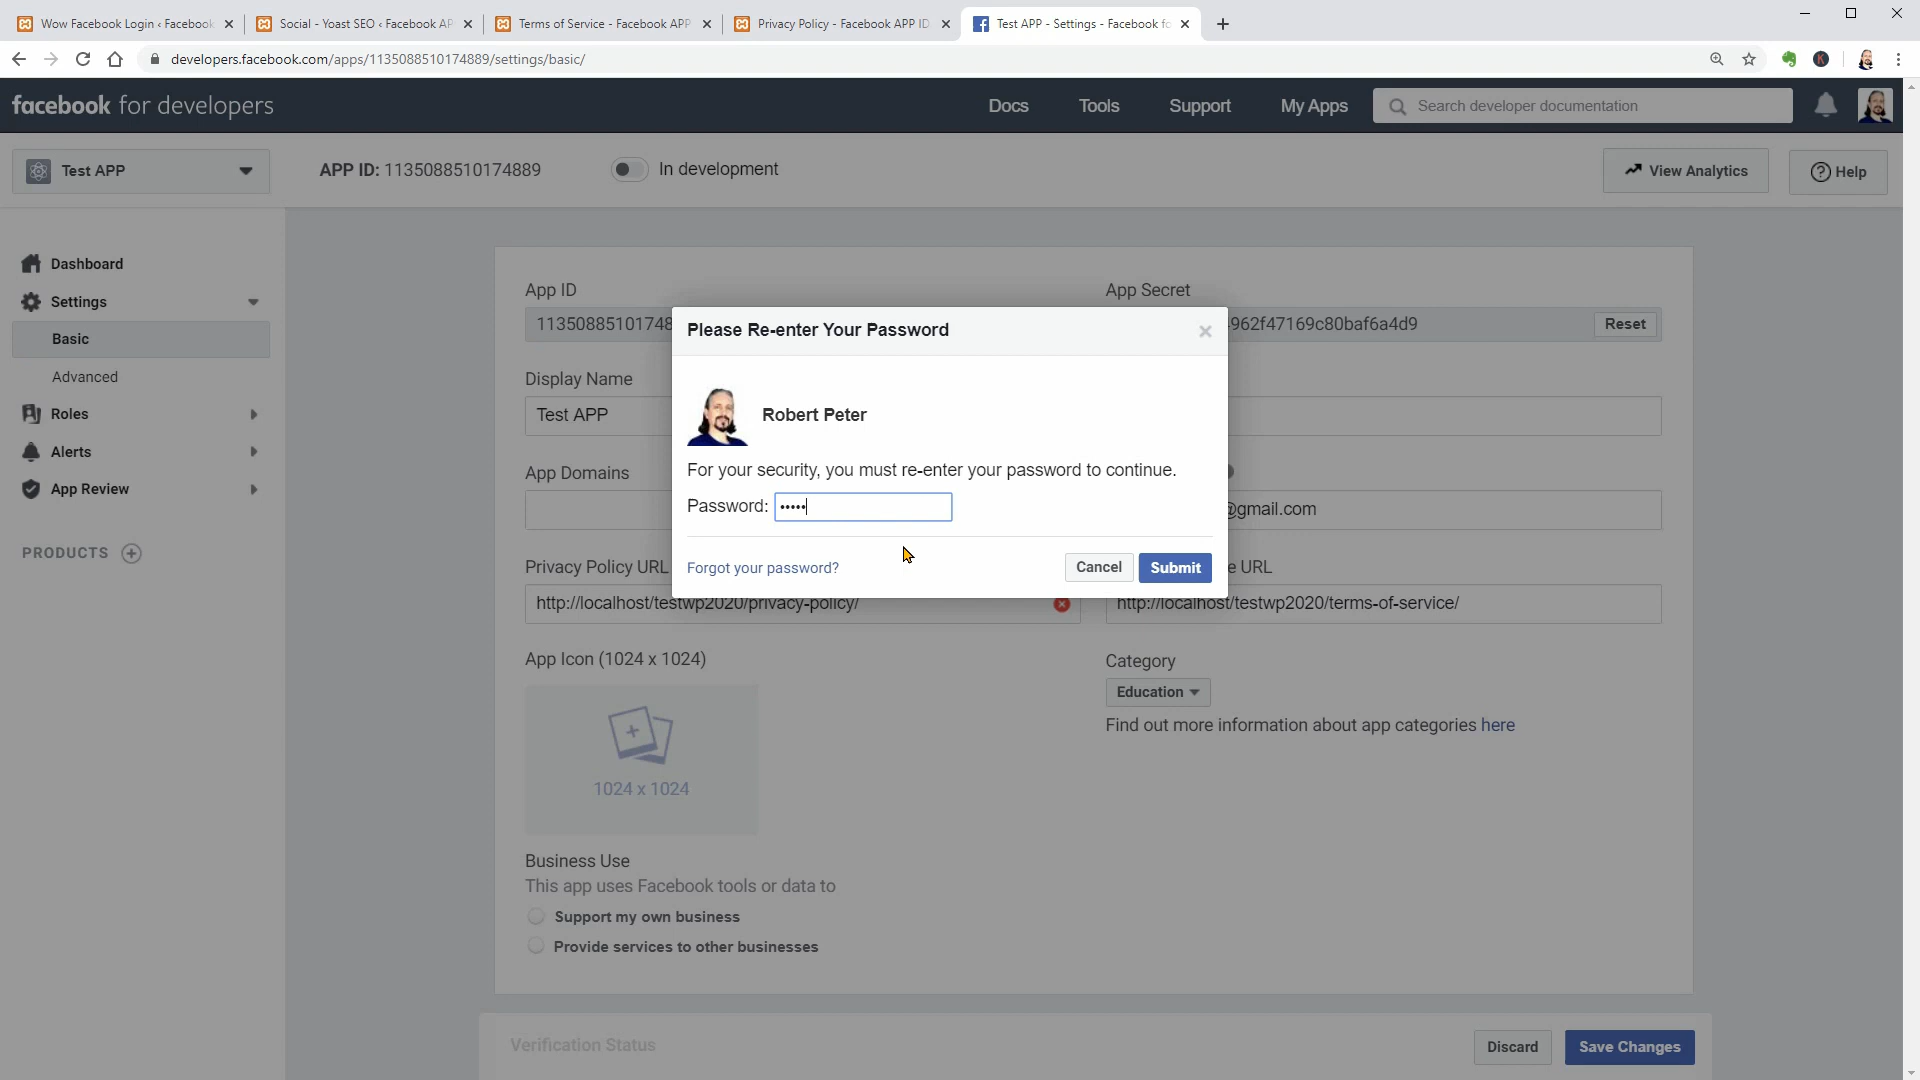 Wow Facebook Login ‹ Facebook
Social - Yoast SEO ‹ Facebook AP
Terms of Service - Facebook APP
Privacy Policy - Facebook APP ID
Test APP - Settings - Facebook fo
developers.facebook.com/apps/1135088510174889/settings/basic/
facebook for developers
Docs
Tools
Support
My Apps
Search developer documentation
Test APP
APP ID: 1135088510174889
In development
View Analytics
Help
Dashboard
Settings
Basic
Advanced
Roles
Alerts
App Review
PRODUCTS
App ID
App Secret
11350885101748
962f47169c80baf6a4d9
Reset
Please Re-enter Your Password
Display Name
Test APP
Robert Peter
App Domains
For your security, you must re-enter your password to continue.
Password: •••••
@gmail.com
Forgot your password?
Cancel
Submit
Privacy Policy URL
e URL
http://localhost/testwp2020/privacy-policy/
http://localhost/testwp2020/terms-of-service/
App Icon (1024 x 1024)
1024 x 1024
Category
Education
Find out more information about app categories here
Business Use
This app uses Facebook tools or data to
Support my own business
Provide services to other businesses
Verification Status
Discard
Save Changes